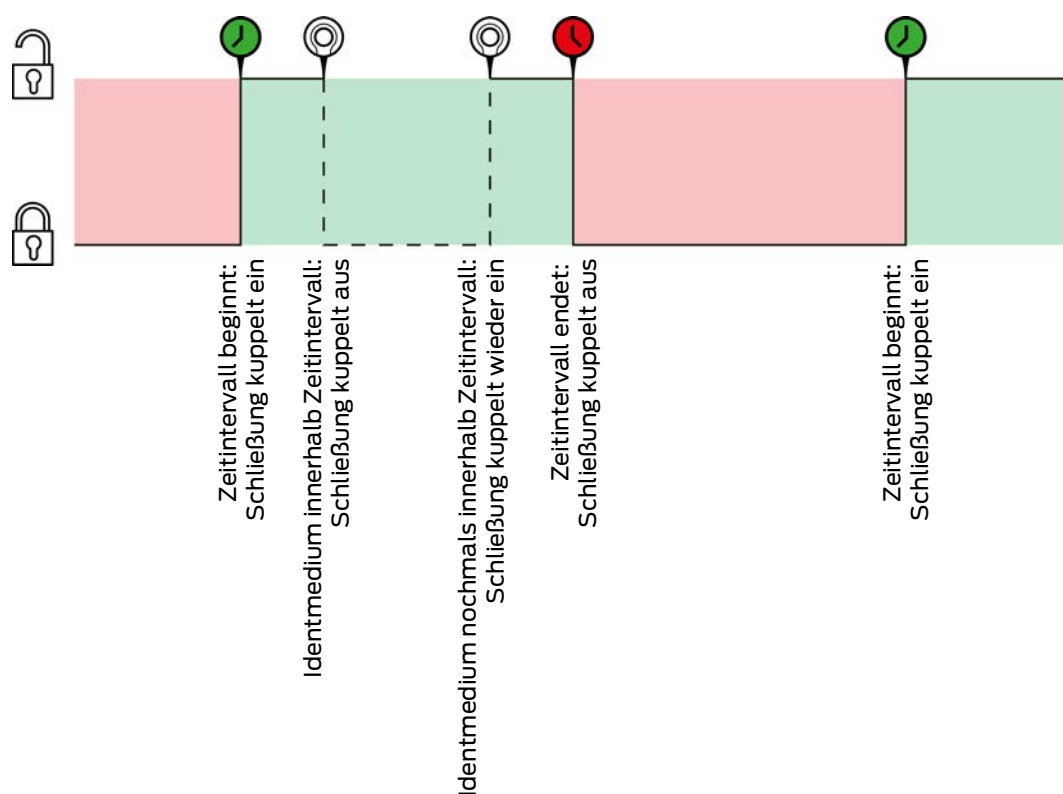 Zeitintervall beginnt:
Schließung kuppelt ein
Identmedium innerhalb Zeitintervall:
Schließung kuppelt aus
Identmedium nochmals innerhalb Zeitintervall:
Schließung kuppelt wieder ein
Zeitintervall endet:
Schließung kuppelt aus
Zeitintervall beginnt:
Schließung kuppelt ein